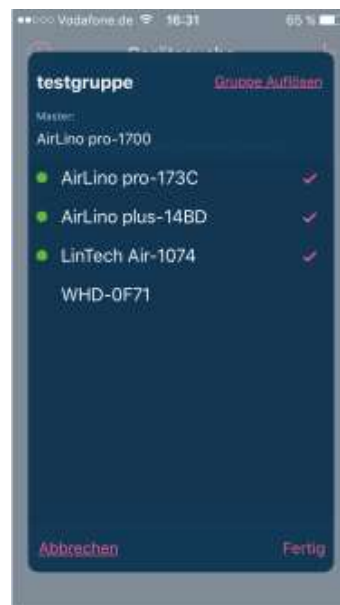 Vodafone.de 16:31 65 %
testgruppe Gruppe Auflösen
Master:
AirLino pro-1700
AirLino pro-173C
AirLino plus-14BD
LinTech Air-1074
WHD-0F71
Abbrechen Fertig